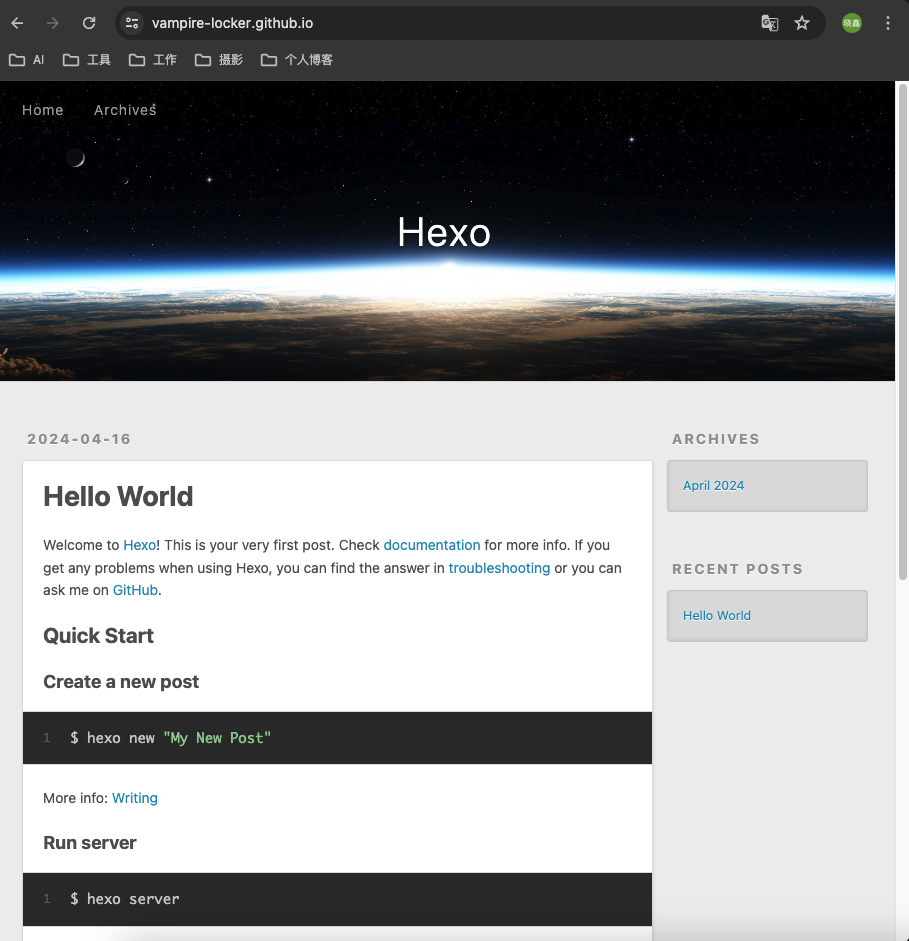 vampire-locker.github.io
晓鑫
AI 工具 工作 摄影 个人博客
Home Archives
Hexo
2024-04-16
Hello World
Welcome to Hexo! This is your very first post. Check documentation for more info. If you
get any problems when using Hexo, you can find the answer in troubleshooting or you can
ask me on GitHub.
Quick Start
Create a new post
1 $ hexo new "My New Post"
More info: Writing
Run server
1 $ hexo server
ARCHIVES
April 2024
RECENT POSTS
Hello World